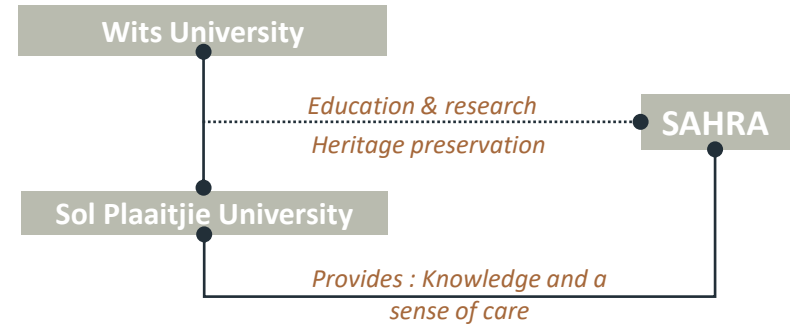 Wits University
Education & research
SAHRA
Heritage preservation
Sol Plaaitjie University
Provides : Knowledge and a
sense of care